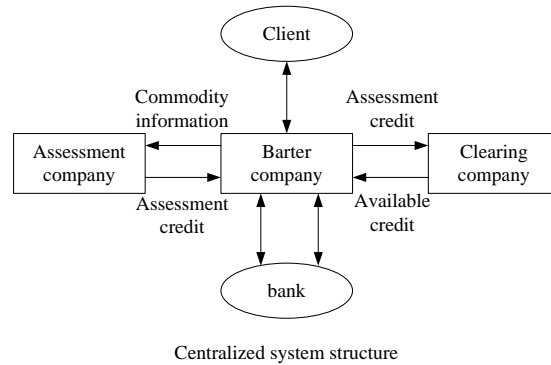 Client
Commodity
information
Assessment
credit
Assessment
company
Barter
company
Clearing
company
Assessment
credit
Available
credit
bank
Centralized system structure